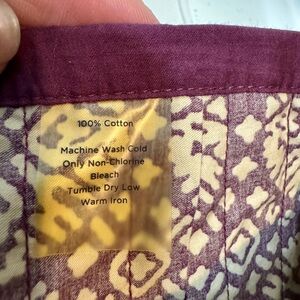 100% Cotton
Machine Wash Cold
Only Non-Chlorine
Bleach
Tumble Dry Low
Warm Iron